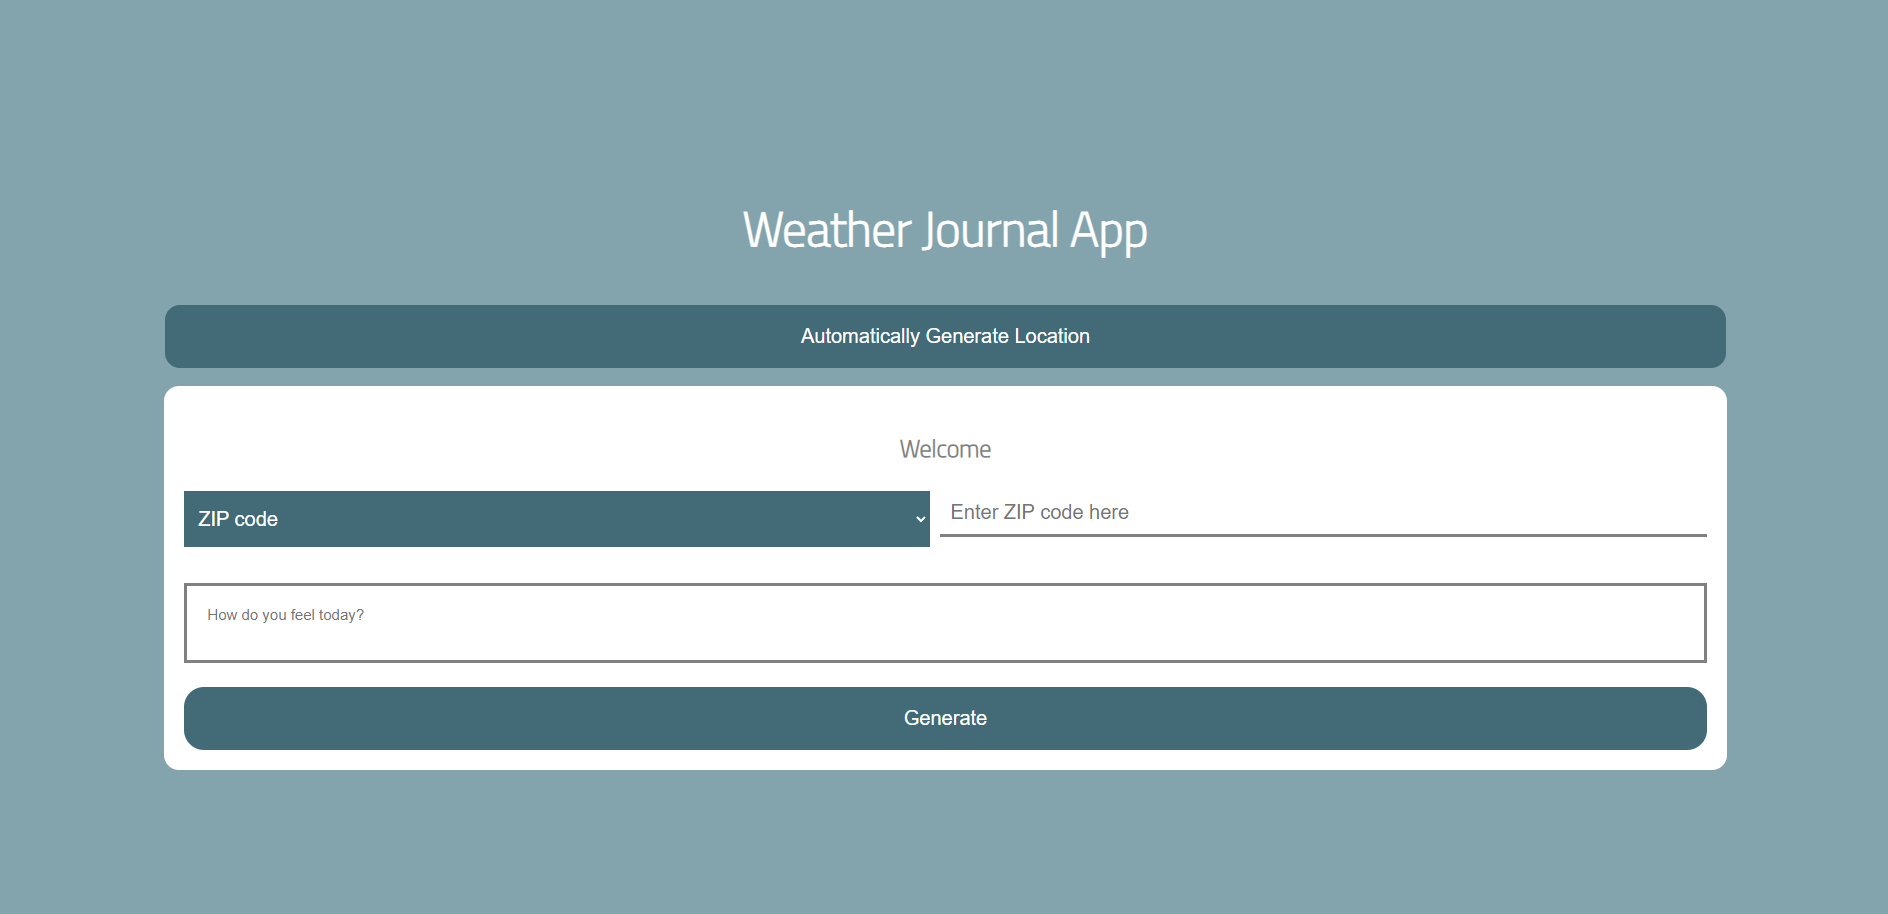 Weather Journal App
Automatically Generate Location
Welcome
ZIP code
Enter ZIP code here
How do you feel today?
Generate